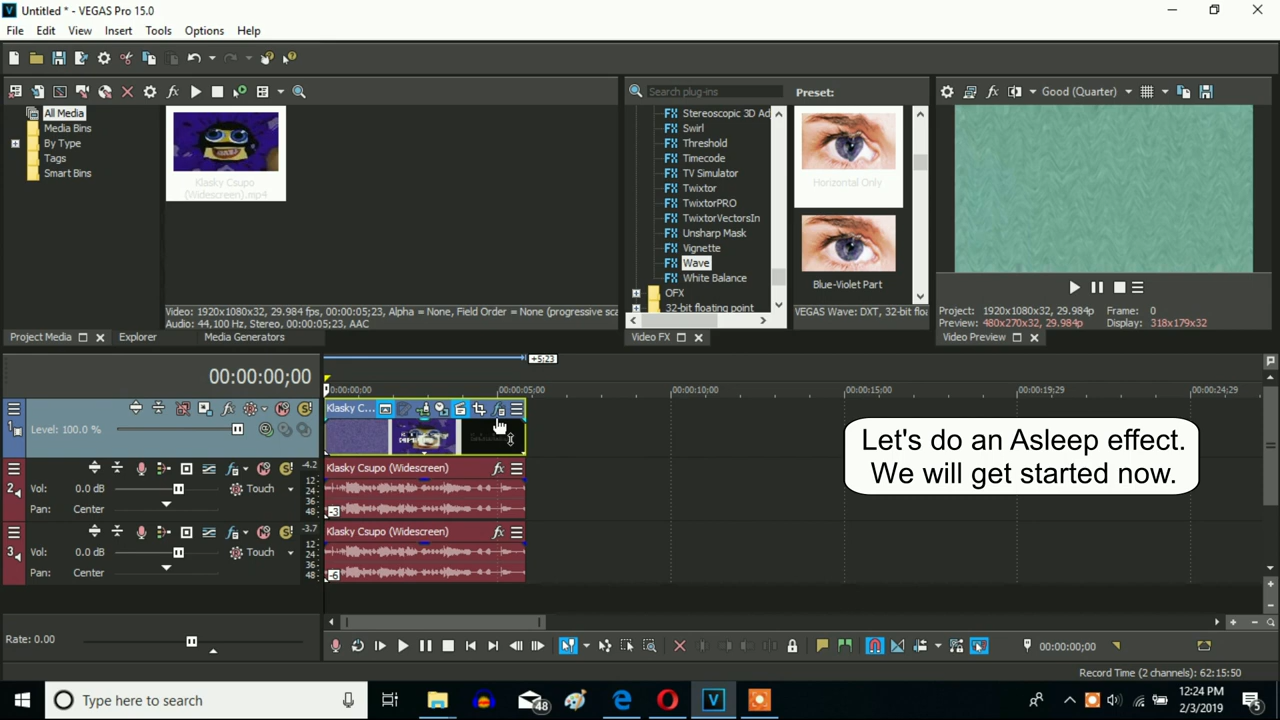 Untitled * - VEGAS Pro 15.0
File Edit View Insert Tools Options Help
All Media
Media Bins
By Type
Tags
Smart Bins
Klasky Csupo
(Widescreen).mp4
Video: 1920x1080x32, 29.984 fps, 00:00:05;23, Alpha = None, Field Order = None (progressive sca
Audio: 44,100 Hz, Stereo, 00:00:05;23, AAC
Project Media
Explorer
Media Generators
Search plug-ins
Stereoscopic 3D Ad
Swirl
Threshold
Timecode
TV Simulator
Twixtor
TwixtorPRO
TwixtorVectorsIn
Unsharp Mask
Vignette
Wave
White Balance
OFX
32-bit floating point
Video FX
Preset:
Horizontal Only
Blue-Violet Part
VEGAS Wave: DXT, 32-bit floa
Good (Quarter)
Project: 1920x1080x32, 29.984p Frame: 0
Preview: 480x270x32, 29.984p Display: 318x179x32
Video Preview
00:00:00;00
+5;23
00:00:00;00 00:00:05;00 00:00:10;00 00:00:15;00 00:00:19;29 00:00:24;29
1
Level: 100.0 %
Klasky C...
Let's do an Asleep effect.
We will get started now.
2
Vol: 0.0 dB Touch
Pan: Center
-4.2
12
24
36
48
Klasky Csupo (Widescreen)
-3
3
Vol: 0.0 dB Touch
Pan: Center
-3.7
12
24
36
48
Klasky Csupo (Widescreen)
-6
Rate: 0.00
00:00:00;00
Record Time (2 channels): 62:15:50
Type here to search
48
12:24 PM
2/3/2019
5